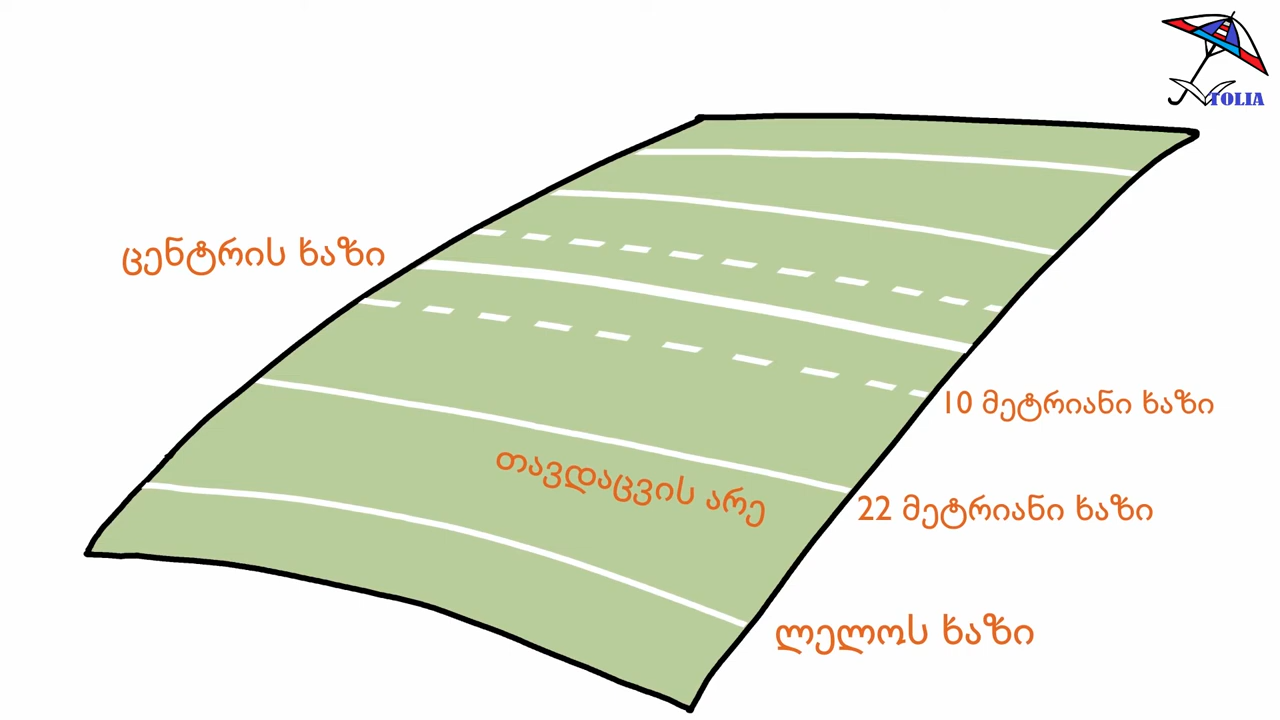 TOLIA
ცენტრის ხაზი
10 მეტრიანი ხაზი
თავდაცვის არე
22 მეტრიანი ხაზი
ლელოს ხაზი